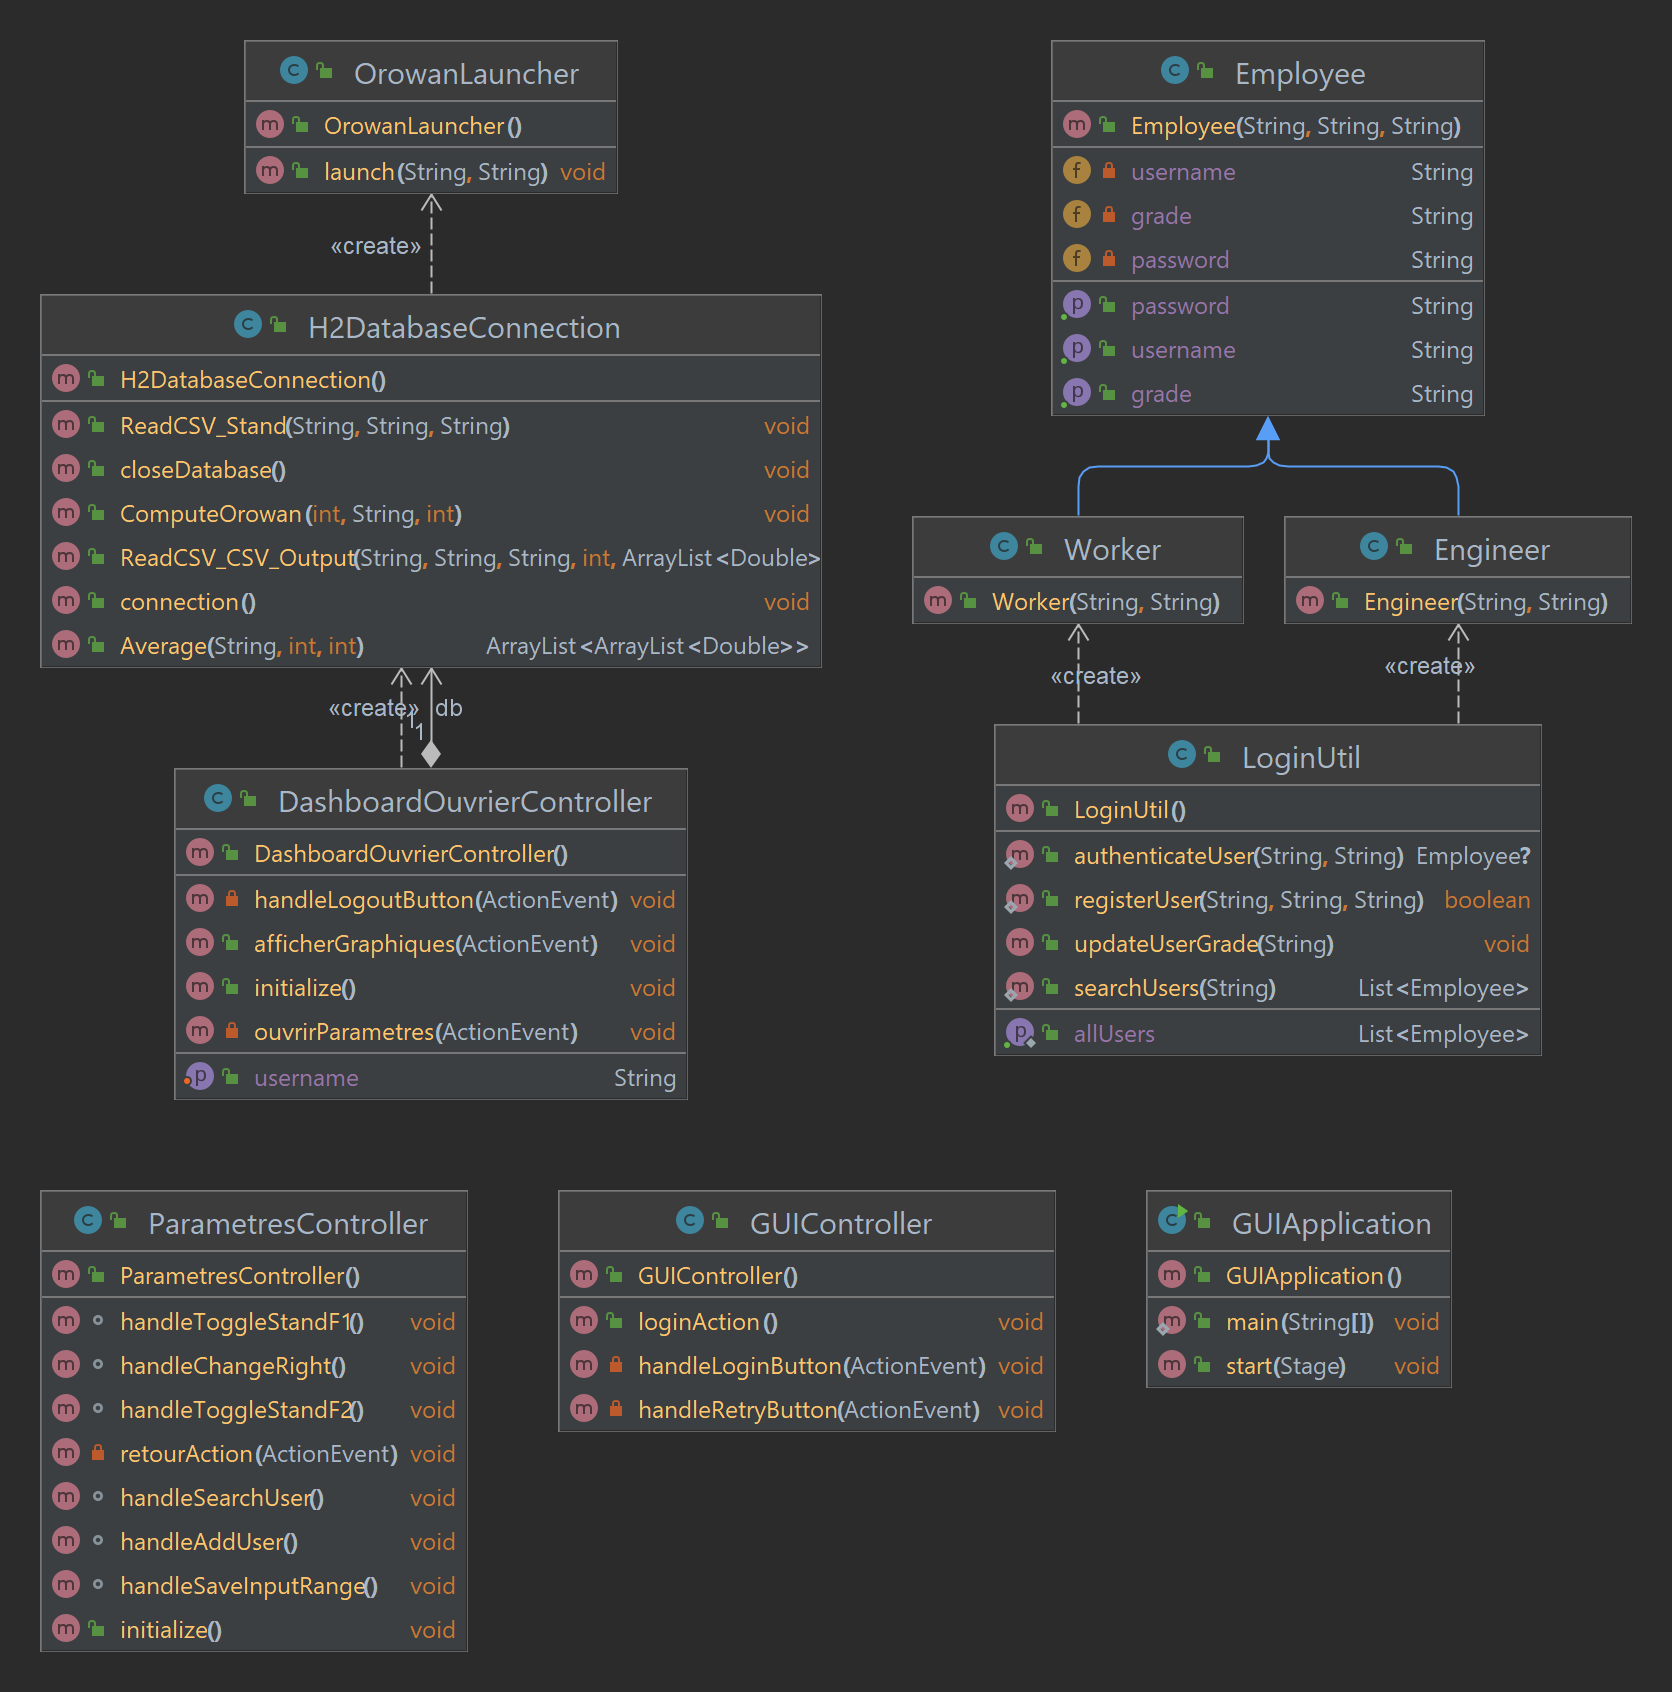 OrowanLauncher
OrowanLauncher()
launch(String, String) void
«create»
H2DatabaseConnection
H2DatabaseConnection()
ReadCSV_Stand(String, String, String) void
closeDatabase() void
ComputeOrowan(int, String, int) void
ReadCSV_CSV_Output(String, String, String, int, ArrayList<Double>
connection() void
Average(String, int, int) ArrayList<ArrayList<Double>>
«create»
1
1
db
DashboardOuvrierController
DashboardOuvrierController()
handleLogoutButton(ActionEvent) void
afficherGraphiques(ActionEvent) void
initialize() void
ouvrirParametres(ActionEvent) void
username String
Employee
Employee(String, String, String)
username String
grade String
password String
password String
username String
grade String
Worker
Worker(String, String)
Engineer
Engineer(String, String)
«create»
«create»
LoginUtil
LoginUtil()
authenticateUser(String, String) Employee?
registerUser(String, String, String) boolean
updateUserGrade(String) void
searchUsers(String) List<Employee>
allUsers List<Employee>
ParametresController
ParametresController()
handleToggleStandF1() void
handleChangeRight() void
handleToggleStandF2() void
retourAction(ActionEvent) void
handleSearchUser() void
handleAddUser() void
handleSaveInputRange() void
initialize() void
GUIController
GUIController()
loginAction() void
handleLoginButton(ActionEvent) void
handleRetryButton(ActionEvent) void
GUIApplication
GUIApplication()
main(String[]) void
start(Stage) void